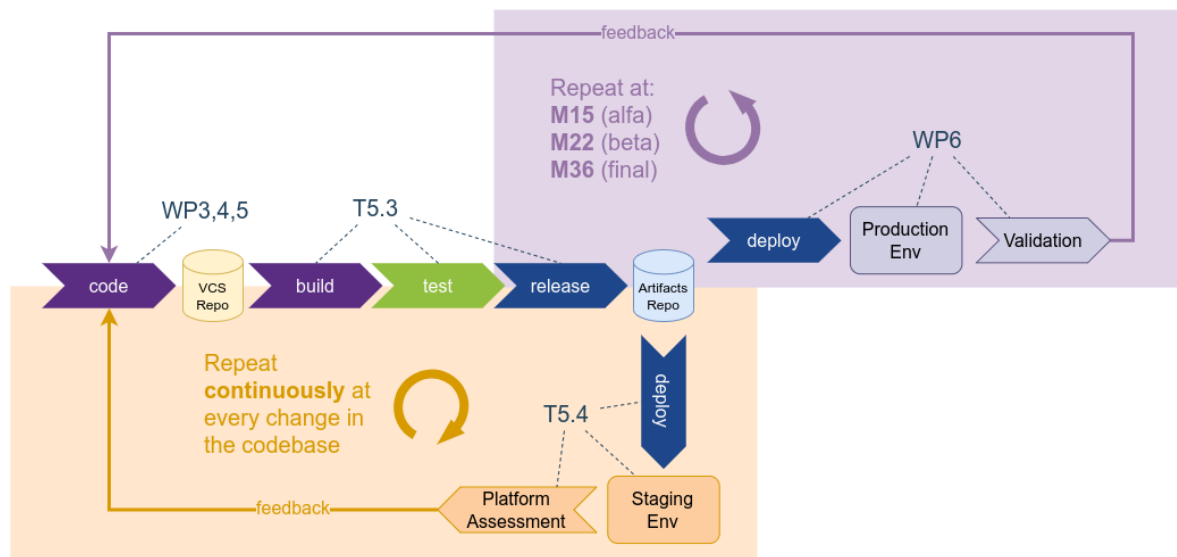 feedback
Repeat at:
M15 (alfa)
M22 (beta)
M36 (final)
WP6
WP3,4,5
T5.3
deploy
Production
Env
Validation
code
VCS
Repo
build
test
release
Artifacts
Repo
Repeat
continuously at
every change in
the codebase
deploy
T5.4
feedback
Platform
Assessment
Staging
Env